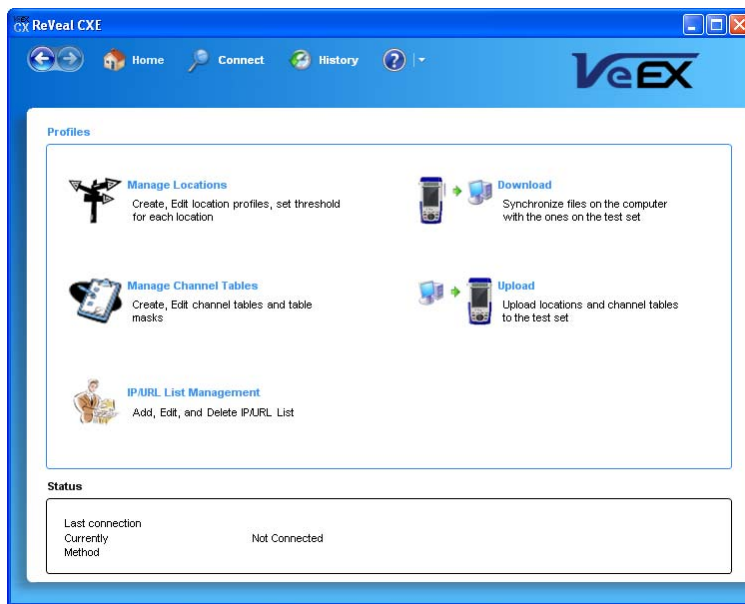 CX ReVeal CXE
Home Connect History ?
VeEX
Profiles
Manage Locations
Create, Edit location profiles, set threshold
for each location
Download
Synchronize files on the computer
with the ones on the test set
Manage Channel Tables
Create, Edit channel tables and table
masks
Upload
Upload locations and channel tables
to the test set
IP/URL List Management
Add, Edit, and Delete IP/URL List
Status
Last connection
Currently Not Connected
Method